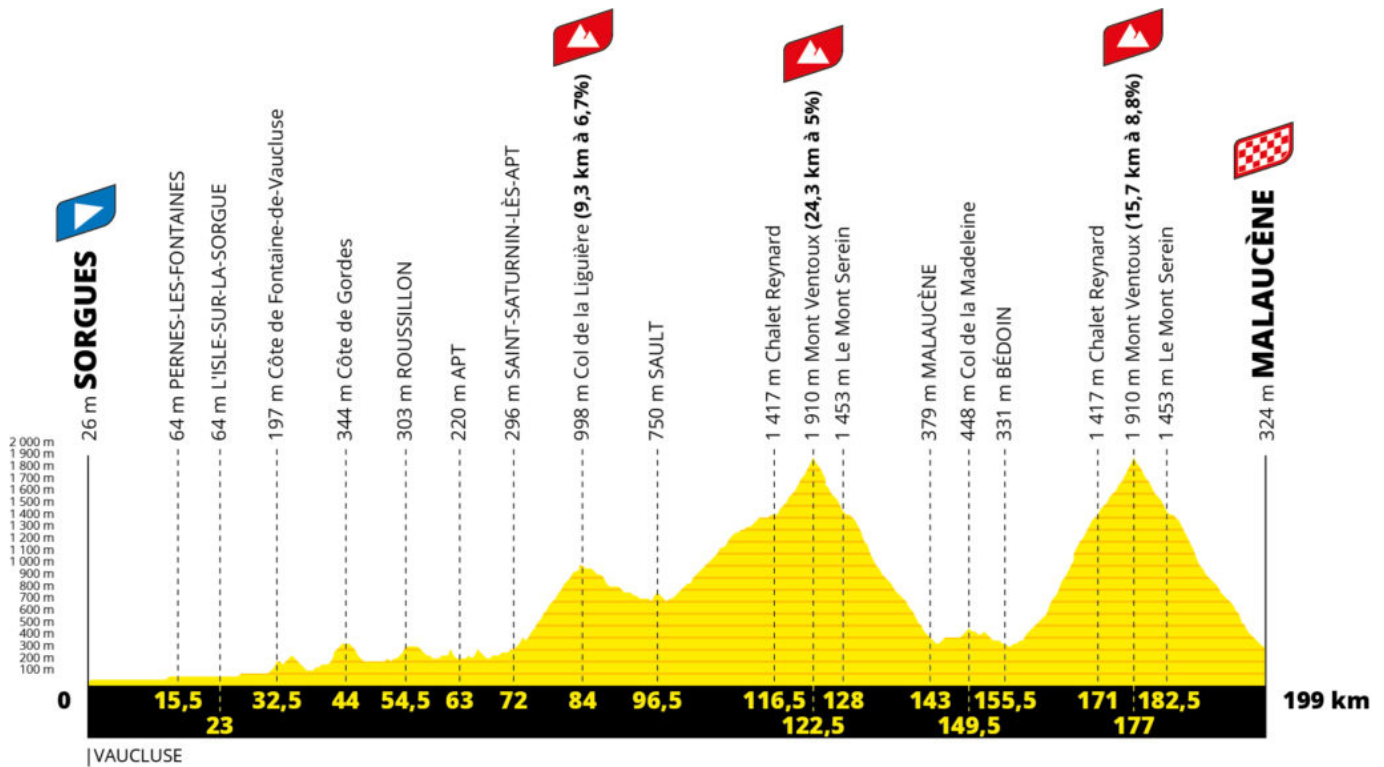 26 m SORGUES
64 m PERNES-LES-FONTAINES
64 m L'ISLE-SUR-LA-SORGUE
197 m Côte de Fontaine-de-Vaucluse
344 m Côte de Gordes
303 m ROUSSILLON
220 m APT
296 m SAINT-SATURNIN-LÈS-APT
998 m Col de la Liguière (9,3 km à 6,7%)
750 m SAULT
1 417 m Chalet Reynard
1 910 m Mont Ventoux (24,3 km à 5%)
1 453 m Le Mont Serein
379 m MALAUCÈNE
448 m Col de la Madeleine
331 m BÉDOIN
1 417 m Chalet Reynard
1 910 m Mont Ventoux (15,7 km à 8,8%)
1 453 m Le Mont Serein
324 m MALAUCÈNE
2 000 m
1 900 m
1 800 m
1 700 m
1 600 m
1 500 m
1 400 m
1 300 m
1 200 m
1 100 m
1 000 m
900 m
800 m
700 m
600 m
500 m
400 m
300 m
200 m
100 m
0 15,5 32,5 44 54,5 63 72 84 96,5 116,5 128 143 155,5 171 182,5 199 km
23 122,5 149,5 177
VAUCLUSE